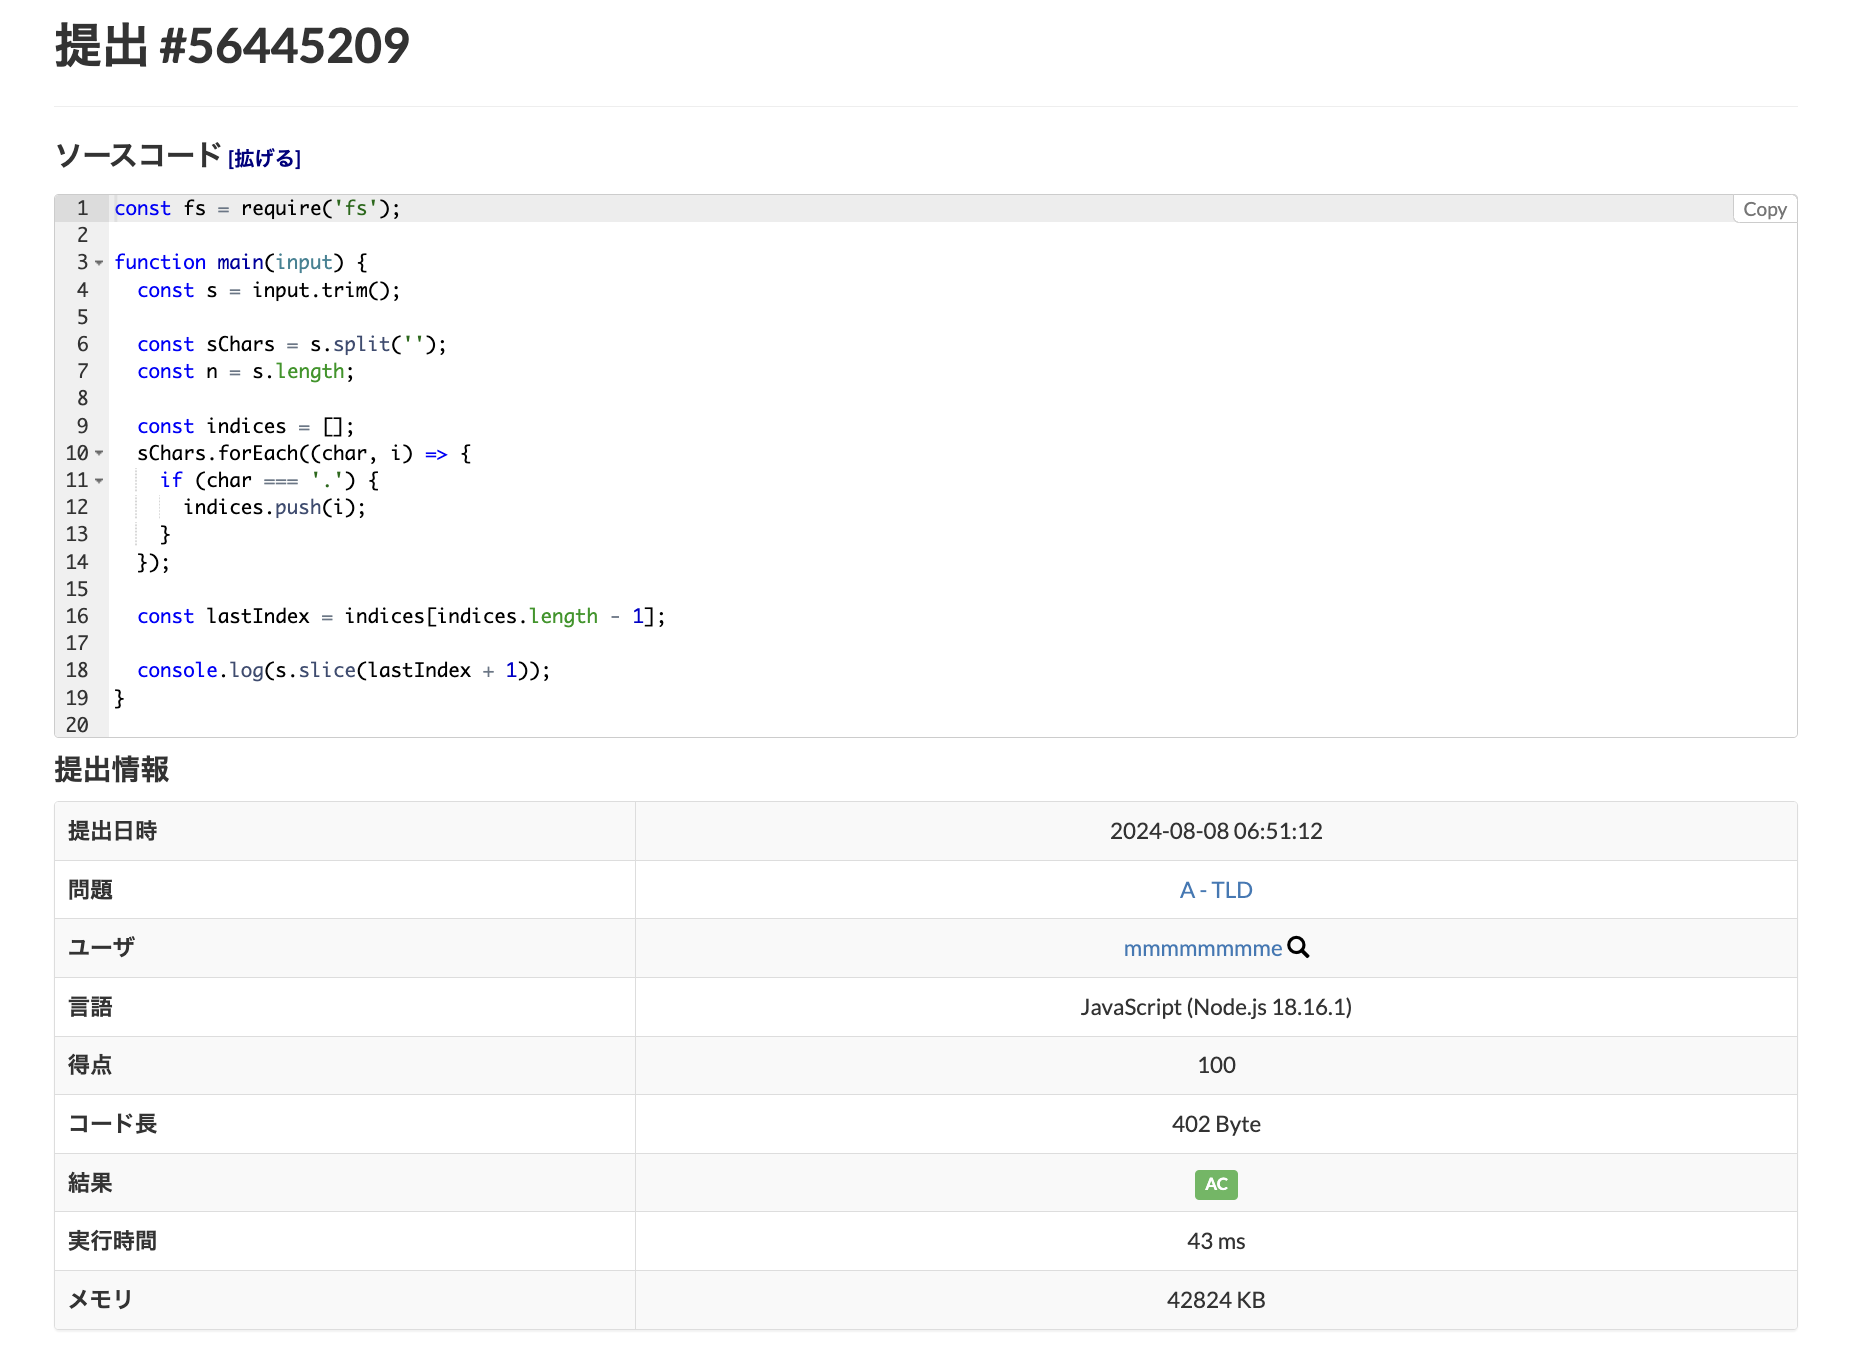 提出 #56445209
ソースコード [拡げる]
Copy
1 const fs = require('fs');
2
3 function main(input) {
4   const s = input.trim();
5
6   const sChars = s.split('');
7   const n = s.length;
8
9   const indices = [];
10   sChars.forEach((char, i) => {
11     if (char === '.') {
12       indices.push(i);
13     }
14   });
15
16   const lastIndex = indices[indices.length - 1];
17
18   console.log(s.slice(lastIndex + 1));
19 }
20
提出情報
提出日時 2024-08-08 06:51:12
問題 A - TLD
ユーザ mmmmmmmme
言語 JavaScript (Node.js 18.16.1)
得点 100
コード長 402 Byte
結果 AC
実行時間 43 ms
メモリ 42824 KB